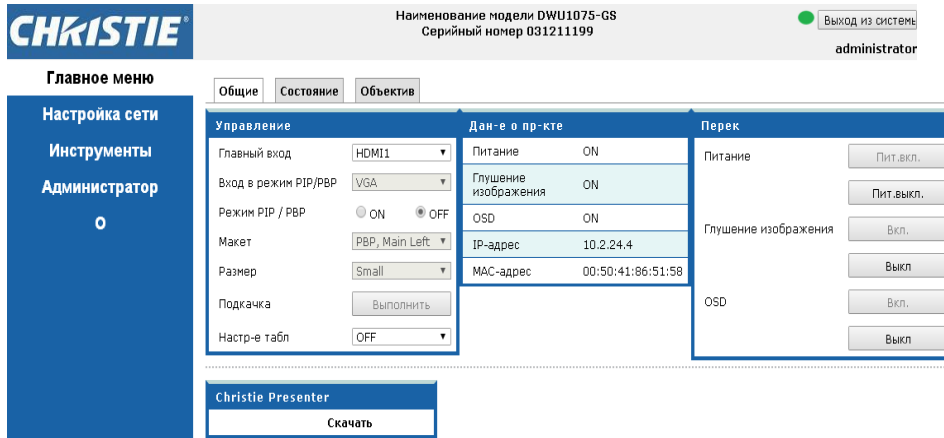 CHRISTIE®
Наименование модели DWU1075-GS
Серийный номер 031211199
Выход из системь
administrator
Главное меню
Настройка сети
Инструменты
Администратор
О
Общие
Состояние
Объектив
Управление
Главный вход HDMI1
Вход в режим PIP/PBP VGA
Режим PIP / PBP ON OFF
Макет PBP, Main Left
Размер Small
Подкачка Выполнить
Настр-е табл OFF
Дан-е о пр-кте
Питание ON
Глушение
изображения ON
OSD ON
IP-адрес 10.2.24.4
MAC-адрес 00:50:41:86:51:58
Перек
Питание Пит.вкл.
Пит.выкл.
Глушение изображения Вкл.
Выкл
OSD Вкл.
Выкл
Christie Presenter
Скачать